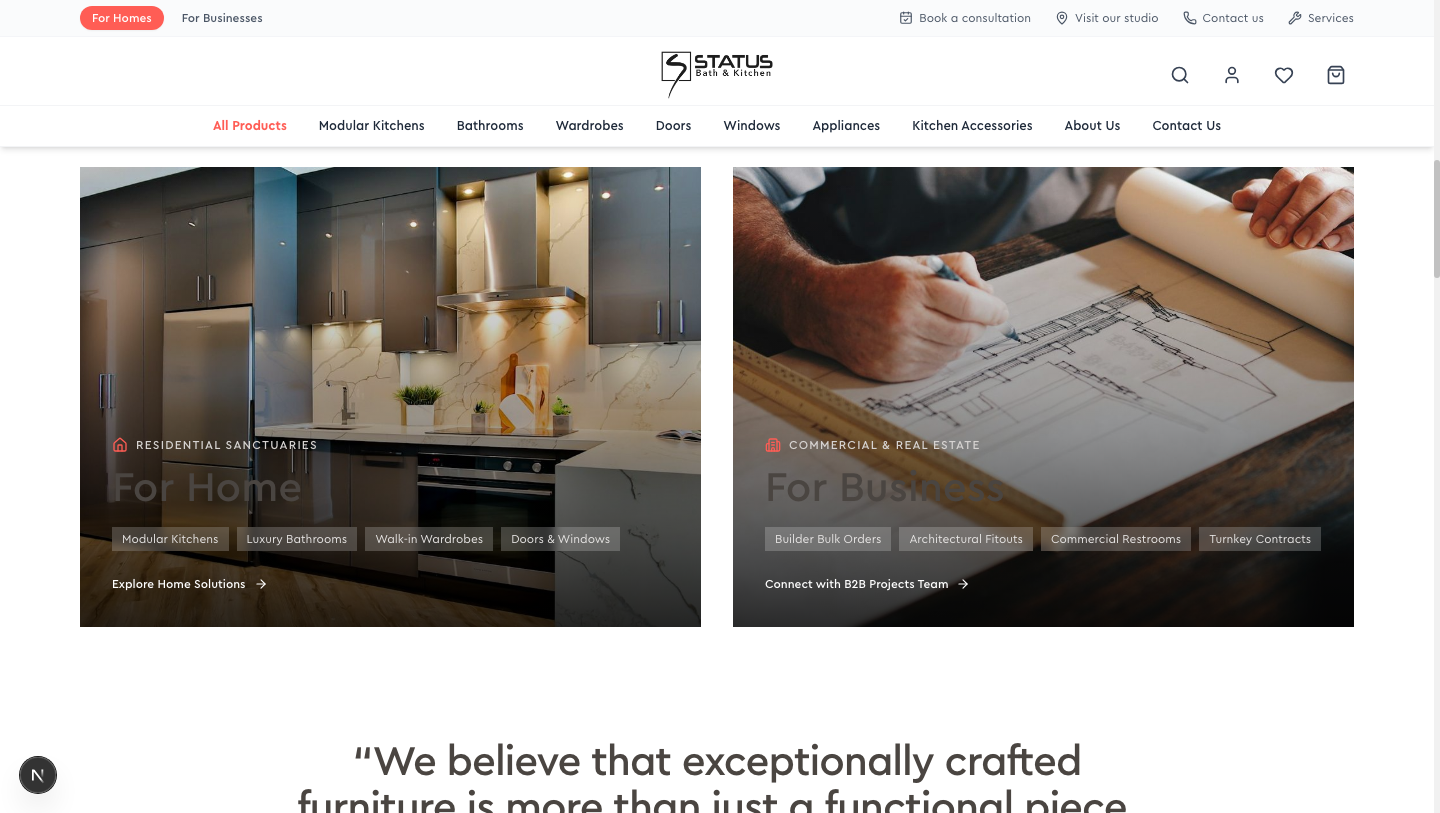 For Homes
For Businesses
Book a consultation
Visit our studio
Contact us
Services
STATUS
Bath & Kitchen
All Products
Modular Kitchens
Bathrooms
Wardrobes
Doors
Windows
Appliances
Kitchen Accessories
About Us
Contact Us
RESIDENTIAL SANCTUARIES
For Home
Modular Kitchens
Luxury Bathrooms
Walk-in Wardrobes
Doors & Windows
Explore Home Solutions
COMMERCIAL & REAL ESTATE
For Business
Builder Bulk Orders
Architectural Fitouts
Commercial Restrooms
Turnkey Contracts
Connect with B2B Projects Team
“We believe that exceptionally crafted
furniture is more than just a functional piece
N